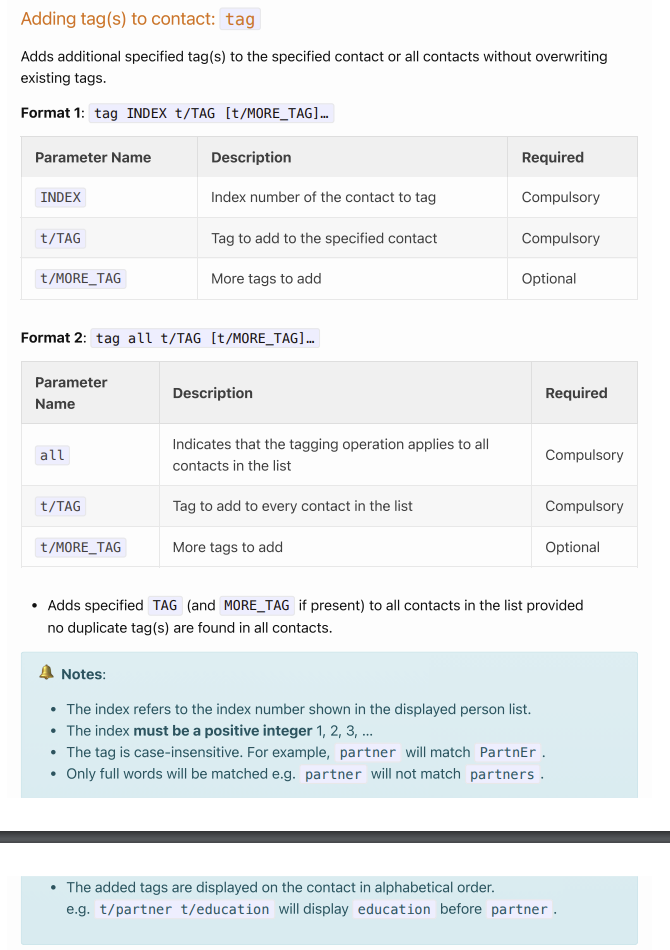 Adding tag(s) to contact: tag
Adds additional specified tag(s) to the specified contact or all contacts without overwriting
existing tags.
Format 1: tag INDEX t/TAG [t/MORE_TAG]…
Parameter Name Description Required
INDEX Index number of the contact to tag Compulsory
t/TAG Tag to add to the specified contact Compulsory
t/MORE_TAG More tags to add Optional
Format 2: tag all t/TAG [t/MORE_TAG]…
Parameter
Name Description Required
all Indicates that the tagging operation applies to all
contacts in the list Compulsory
t/TAG Tag to add to every contact in the list Compulsory
t/MORE_TAG More tags to add Optional
• Adds specified TAG (and MORE_TAG if present) to all contacts in the list provided
no duplicate tag(s) are found in all contacts.
🔔 Notes:
• The index refers to the index number shown in the displayed person list.
• The index must be a positive integer 1, 2, 3, …
• The tag is case-insensitive. For example, partner will match PartnEr .
• Only full words will be matched e.g. partner will not match partners .
• The added tags are displayed on the contact in alphabetical order.
e.g. t/partner t/education will display education before partner .